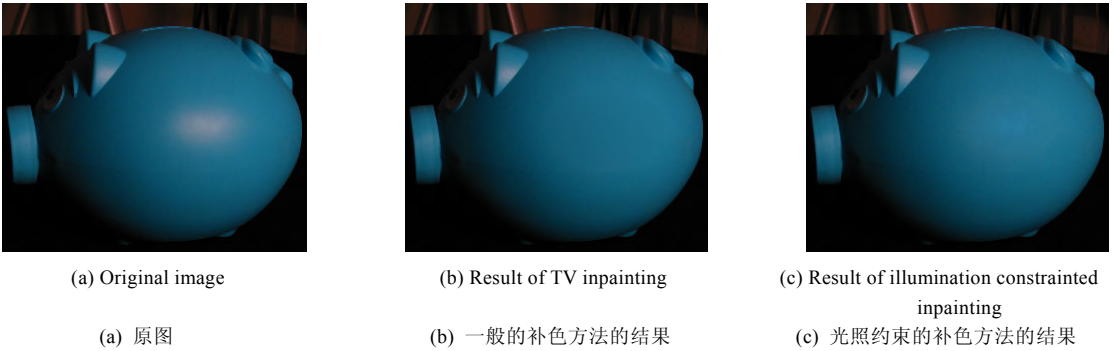 (a) Original image
(b) Result of TV inpainting
(c) Result of illumination constrainted
inpainting
(a) 原图
(b) 一般的补色方法的结果
(c) 光照约束的补色方法的结果